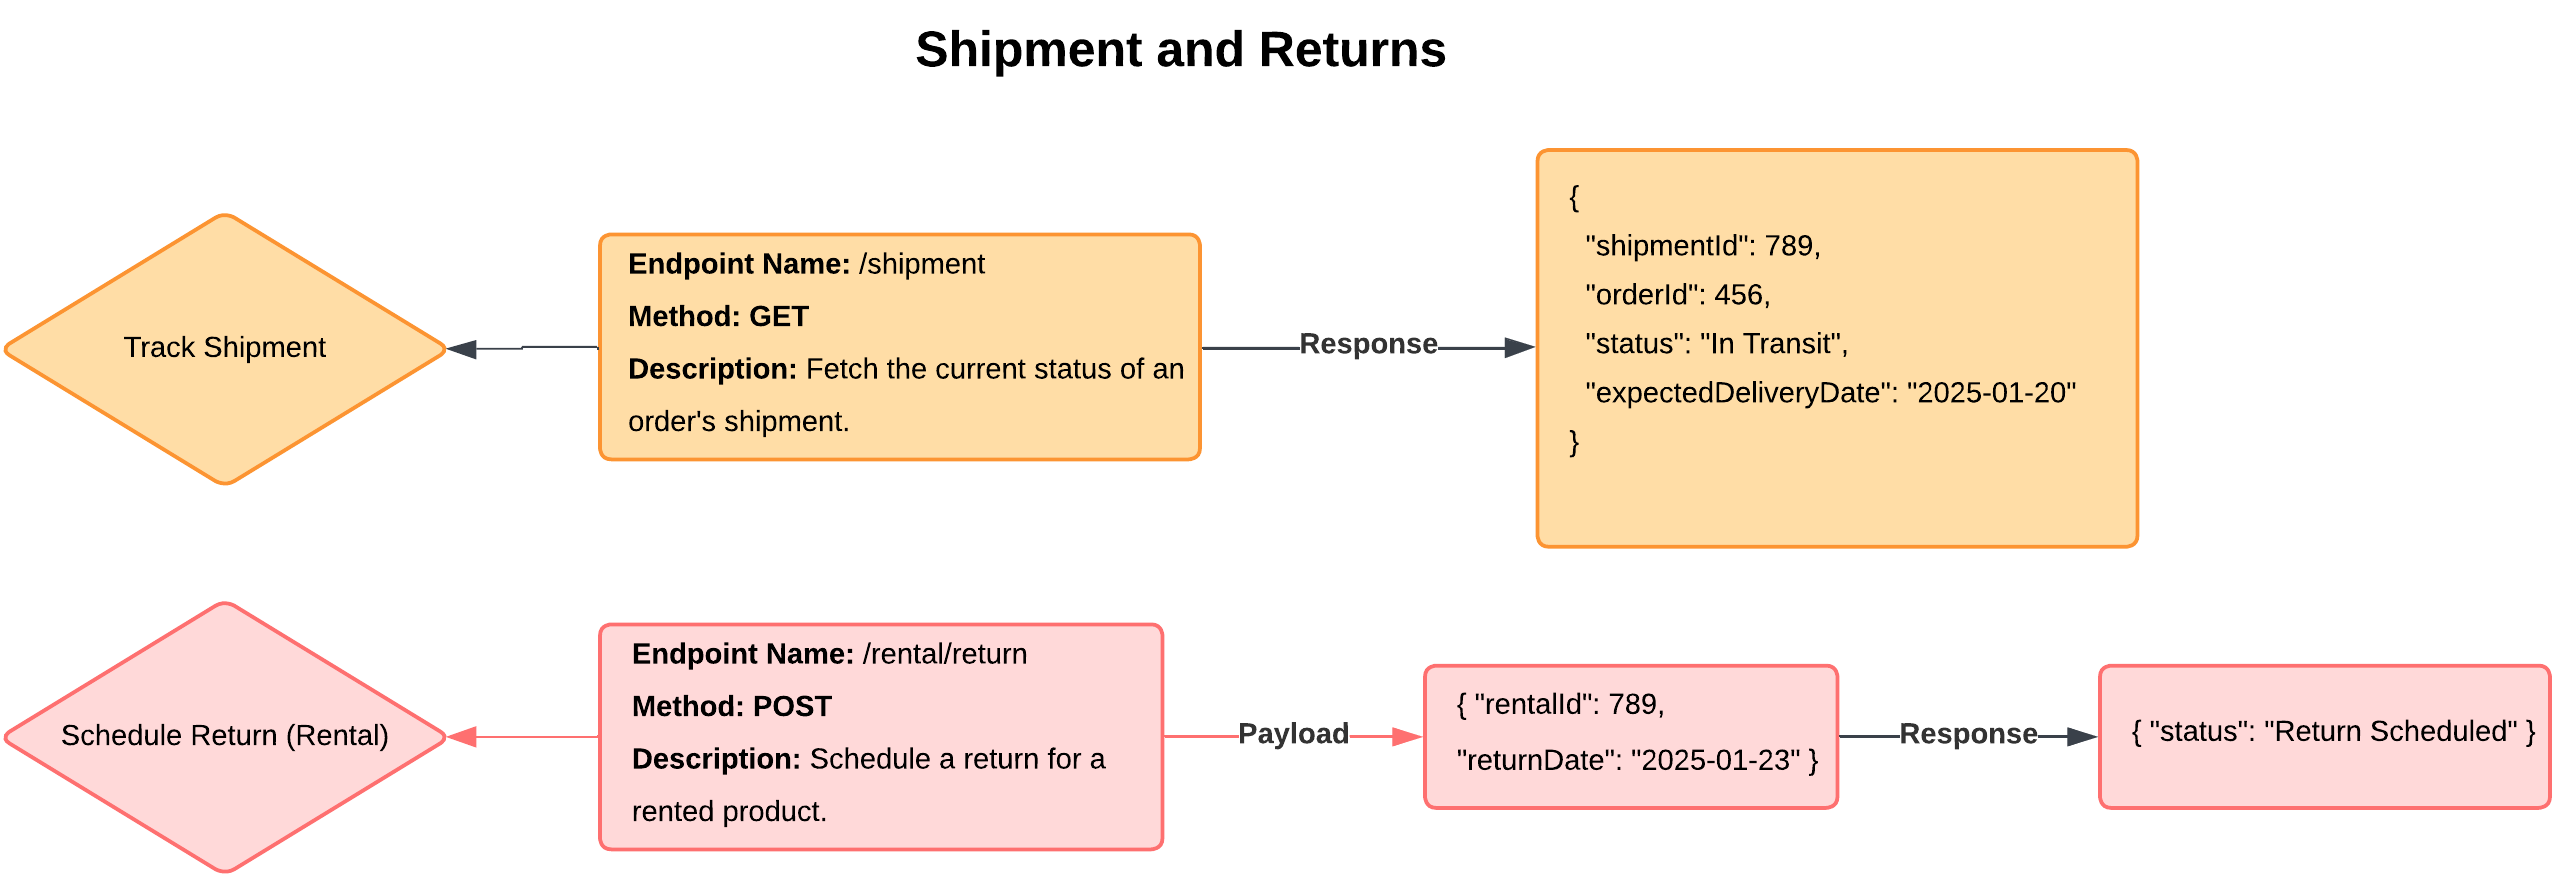 Shipment and Returns
Track Shipment
Endpoint Name: /shipment
Method: GET
Description: Fetch the current status of an
order's shipment.
Response
{
"shipmentId": 789,
"orderId": 456,
"status": "In Transit",
"expectedDeliveryDate": "2025-01-20"
}
Schedule Return (Rental)
Endpoint Name: /rental/return
Method: POST
Description: Schedule a return for a
rented product.
Payload
{ "rentalId": 789,
"returnDate": "2025-01-23" }
Response
{ "status": "Return Scheduled" }